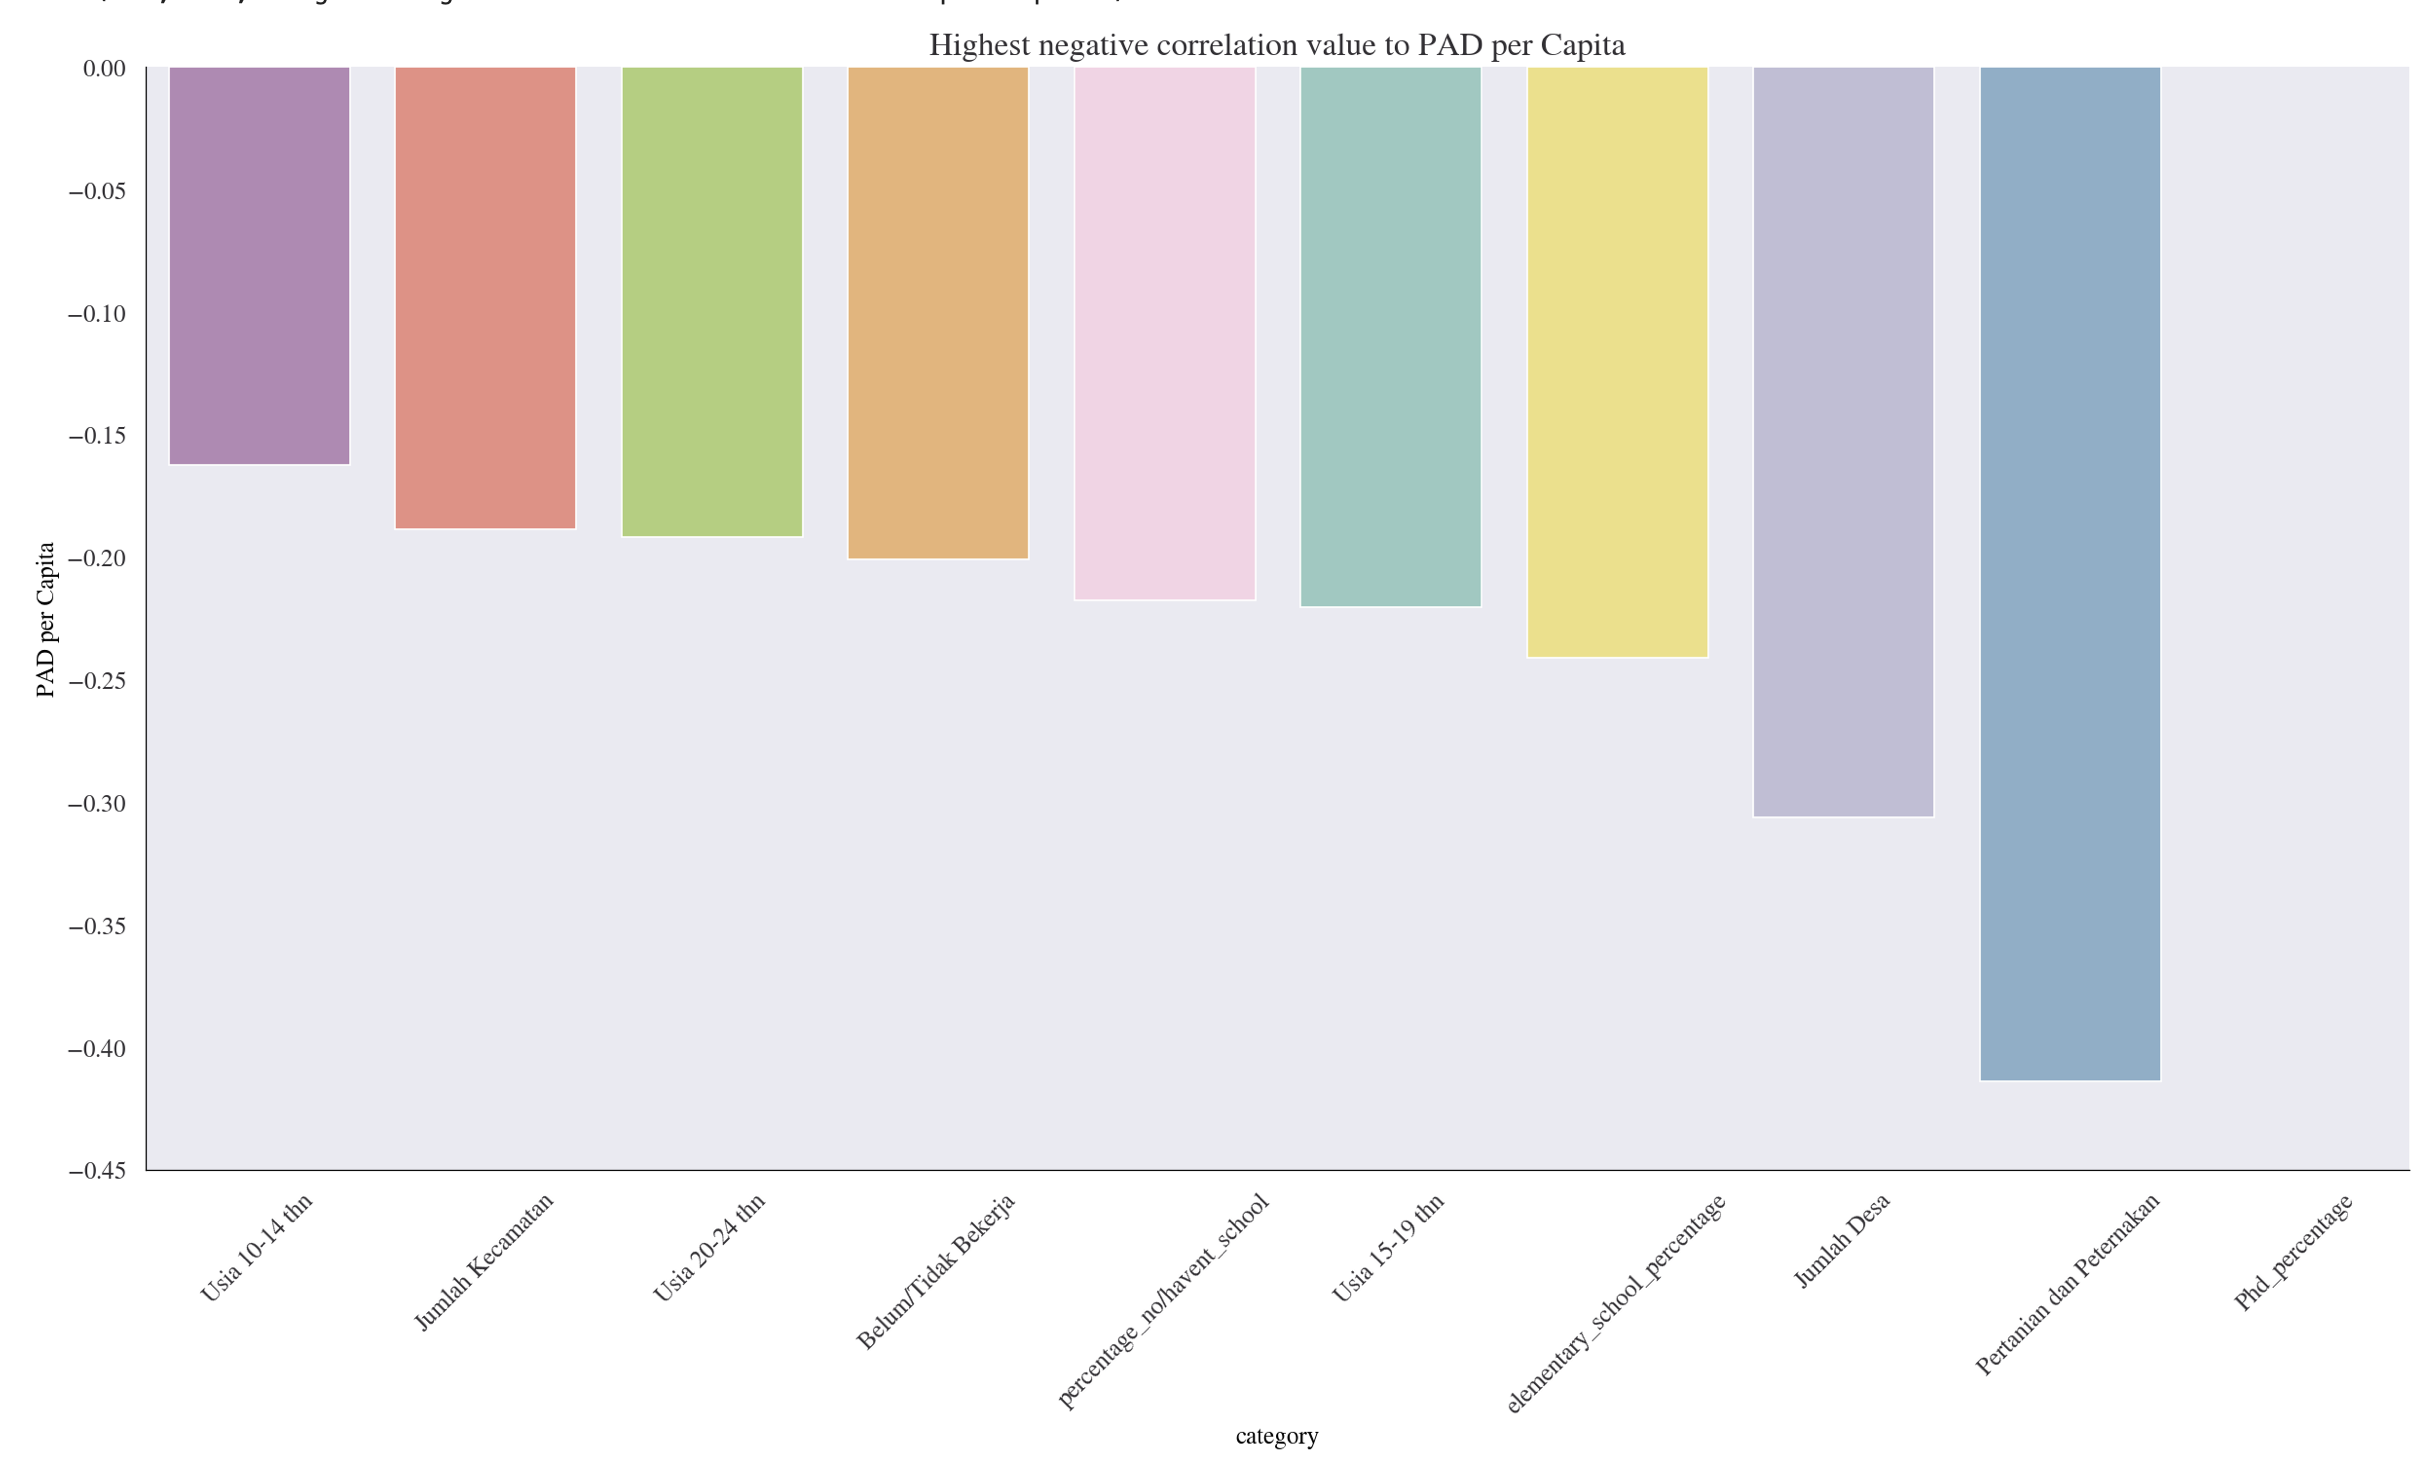 Highest negative correlation value to PAD per Capita
0.00
−0.05
−0.10
−0.15
−0.20
−0.25
−0.30
−0.35
−0.40
−0.45
PAD per Capita
Usia 10-14 thn
Jumlah Kecamatan
Usia 20-24 thn
Belum/Tidak Bekerja
percentage_no/havent_school
Usia 15-19 thn
elementary_school_percentage
Jumlah Desa
Pertanian dan Peternakan
Phd_percentage
category